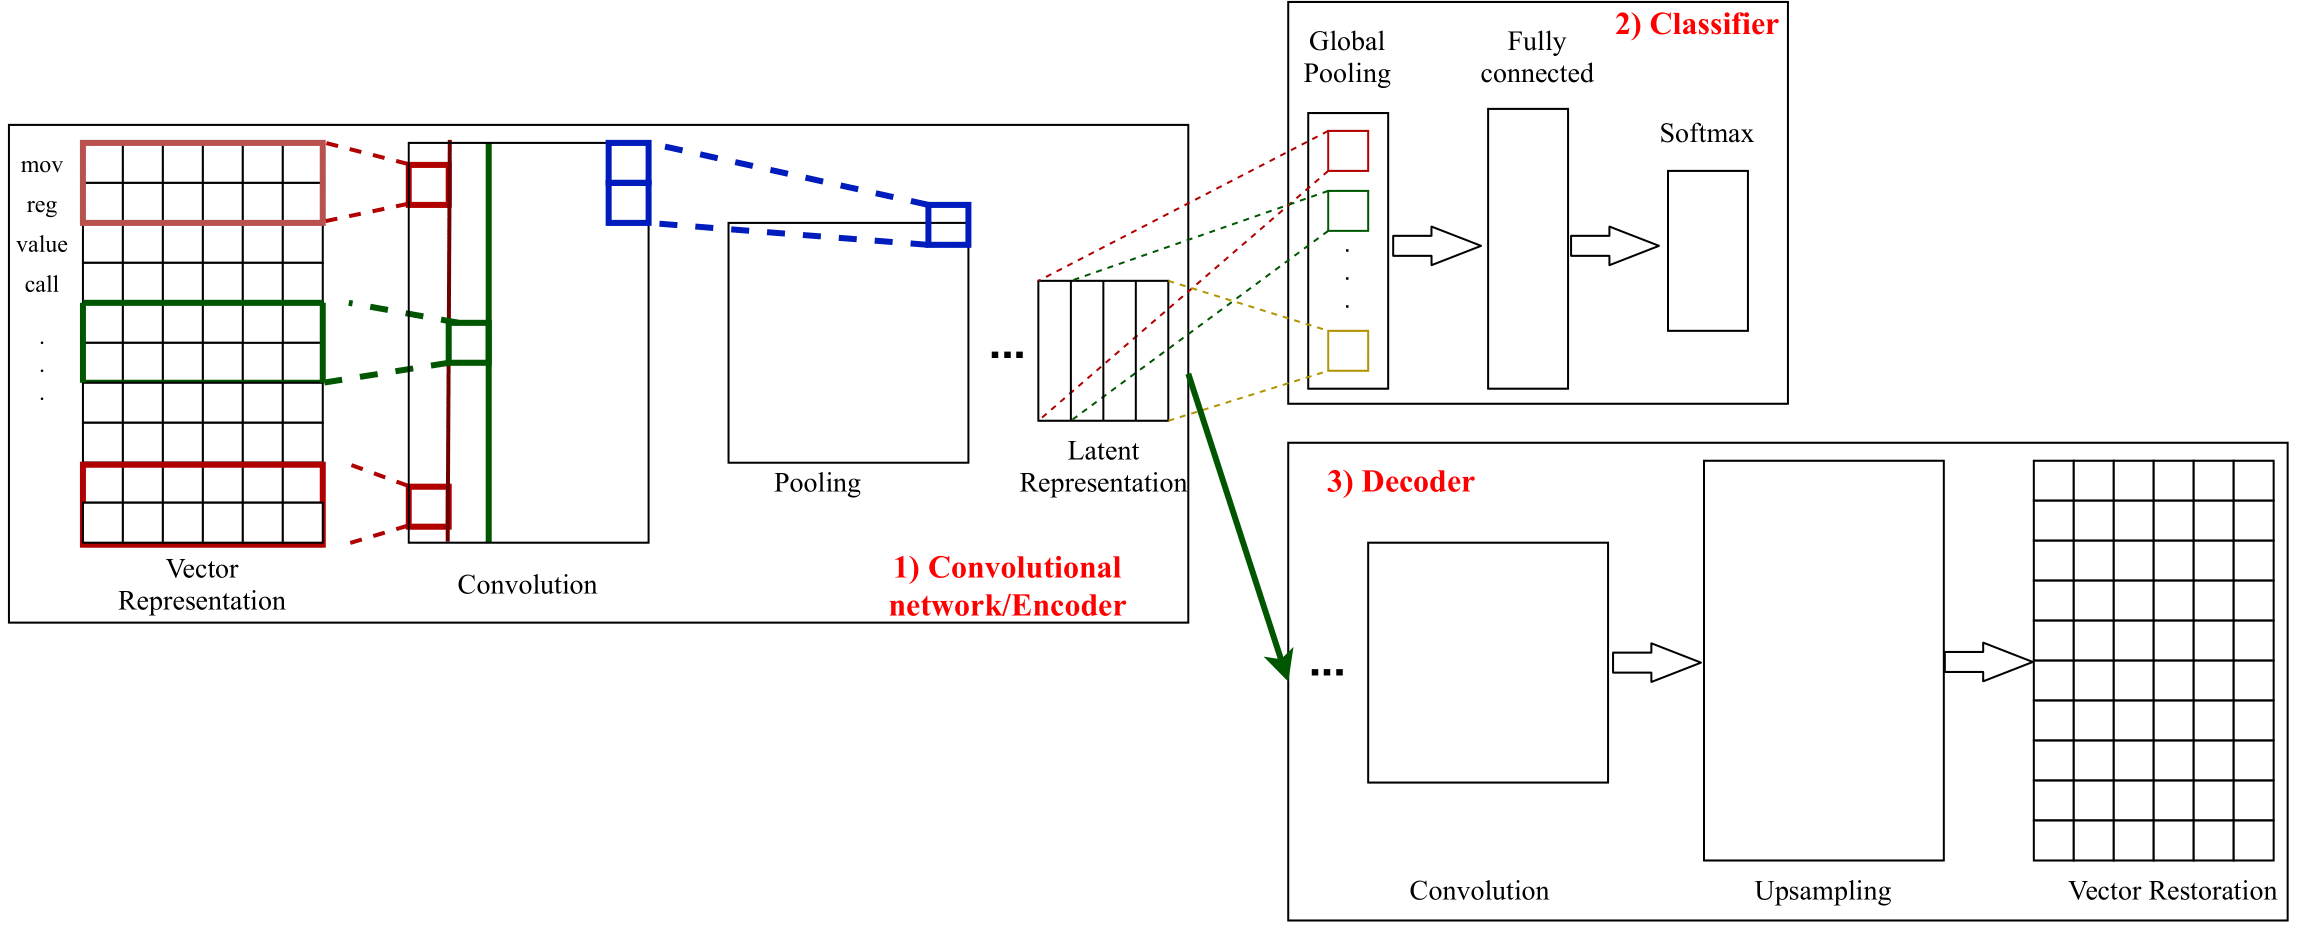 mov
reg
value
call
.
.
.
Vector
Representation
Convolution
Pooling
...
Latent
Representation
1) Convolutional
network/Encoder
2) Classifier
Global
Pooling
.
.
.
Fully
connected
Softmax
3) Decoder
...
Convolution
Upsampling
Vector Restoration